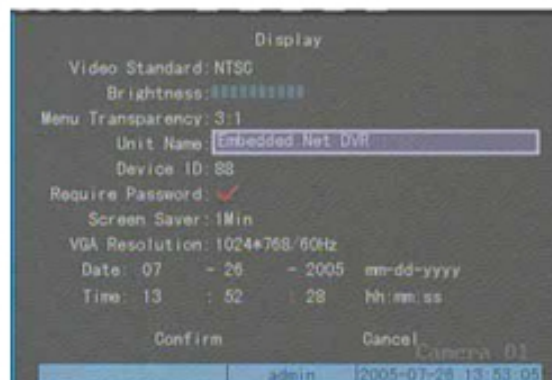 Display
Video Standard: NTSC
Brightness:
Menu Transparency: 3:1
Unit Name: Embedded Net DVR
Device ID: 88
Require Password: ✓
Screen Saver: 1Min
VGA Resolution: 1024*768/60Hz
Date: 07 - 26 - 2005 mm-dd-yyyy
Time: 13 : 52 : 28 hh:mm:ss
Confirm Cancel
Camera 01
admin 2005-07-26 13:53:05